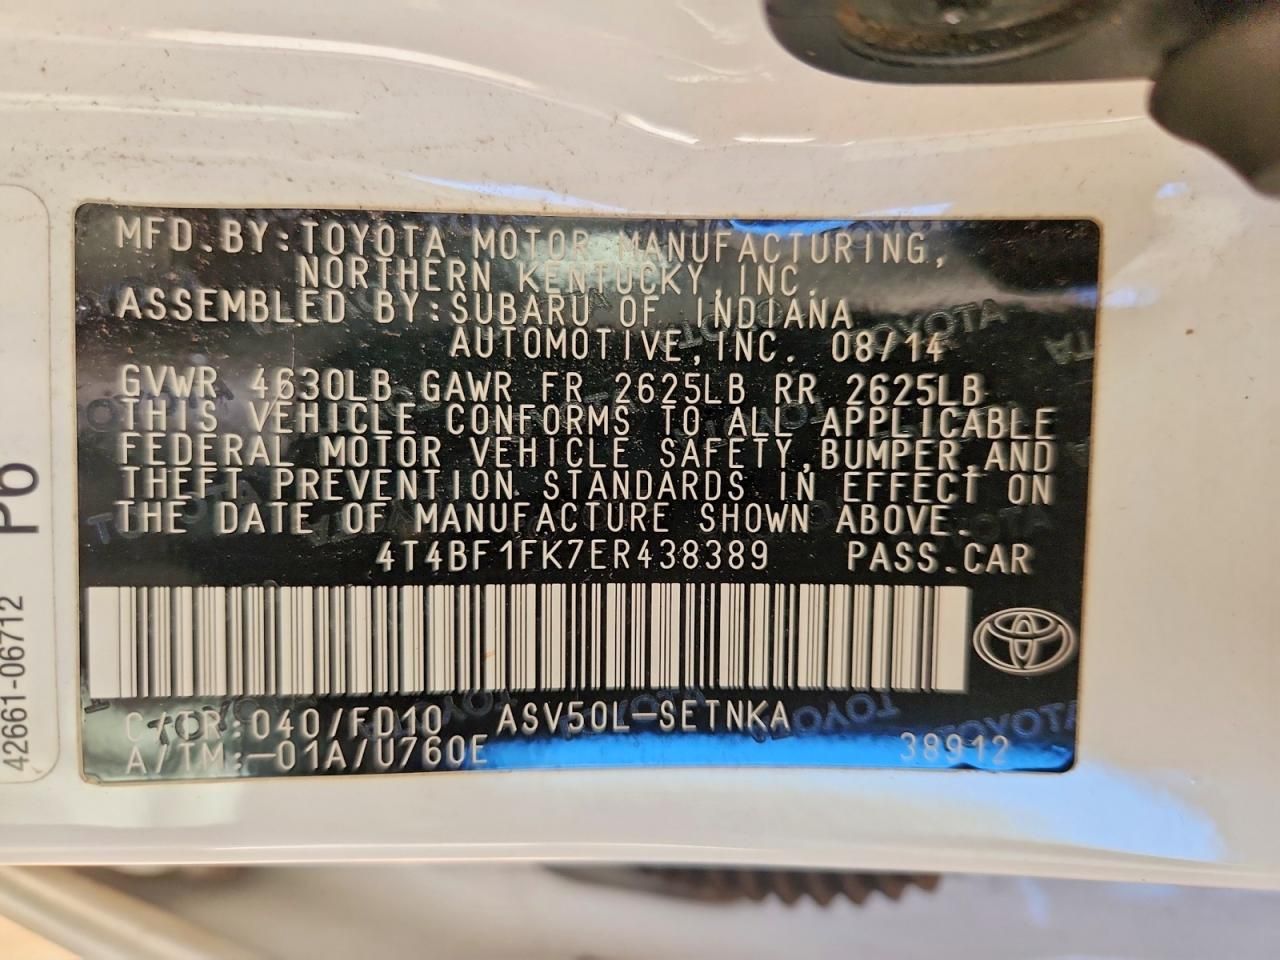 MFD.BY:TOYOTA MOTOR MANUFACTURING,
NORTHERN KENTUCKY,INC.
ASSEMBLED BY:SUBARU OF INDIANA
AUTOMOTIVE,INC. 08/14
GVWR 4630LB GAWR FR 2625LB RR 2625LB
THIS VEHICLE CONFORMS TO ALL APPLICABLE
FEDERAL MOTOR VEHICLE SAFETY,BUMPER,AND
THEFT PREVENTION STANDARDS IN EFFECT ON
THE DATE OF MANUFACTURE SHOWN ABOVE.
4T4BF1FK7ER438389 PASS.CAR
C/TR:040/FD10 ASV50L-SETNKA
A/TM:-01A/U760E 38912
42661-06712 P6